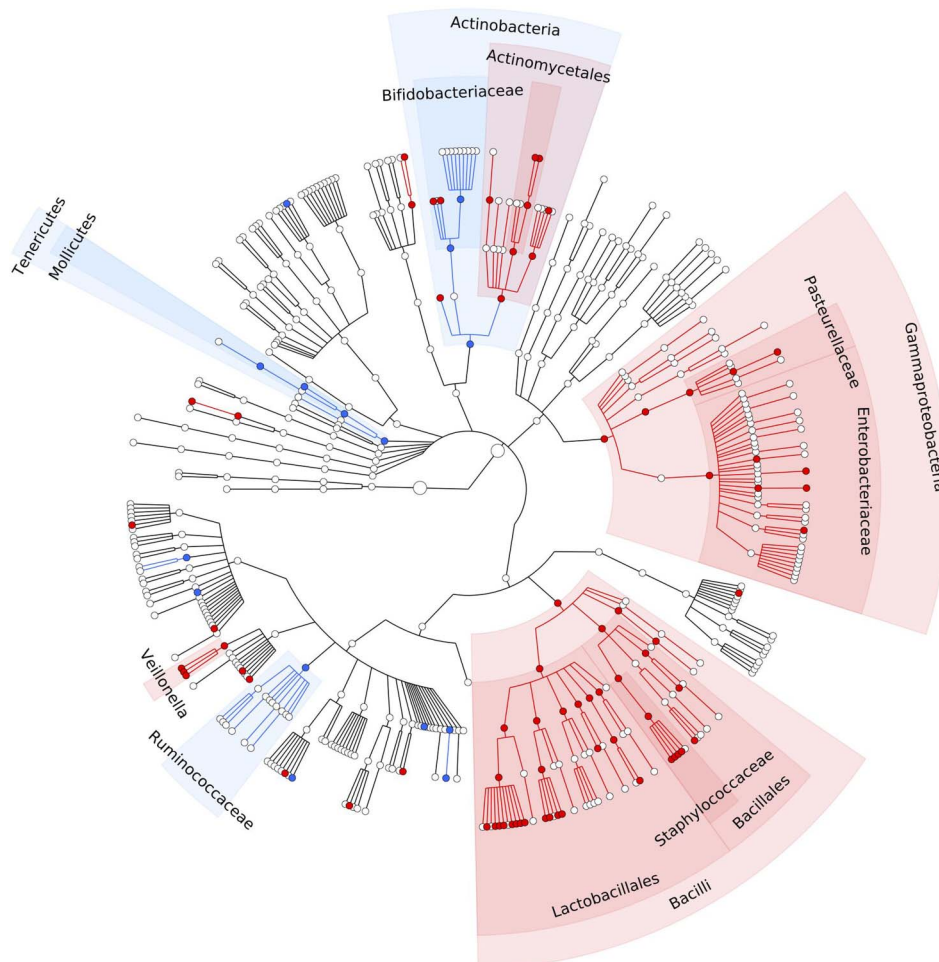 Actinobacteria
Actinomycetales
Bifidobacteriaceae
Tenericutes
Mollicutes
Pasteurellaceae
Gammaproteobacteria
Enterobacteriaceae
Veillonella
Ruminococcaceae
Staphylococcaceae
Bacillales
Lactobacillales
Bacilli